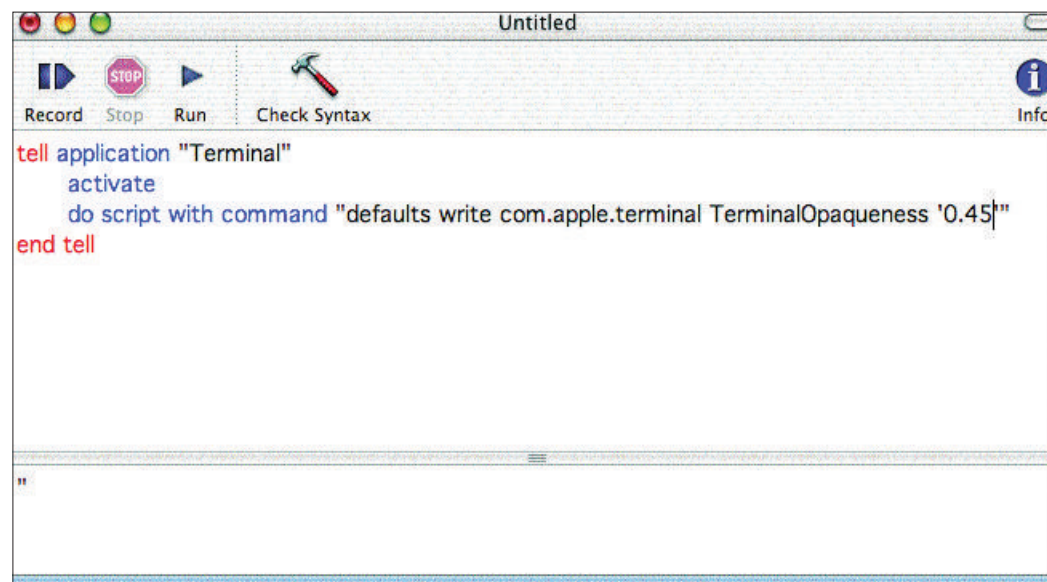 Untitled
STOP
Record Stop Run Check Syntax Info
tell application "Terminal"
activate
do script with command "defaults write com.apple.terminal TerminalOpaqueness '0.45'"
end tell
"